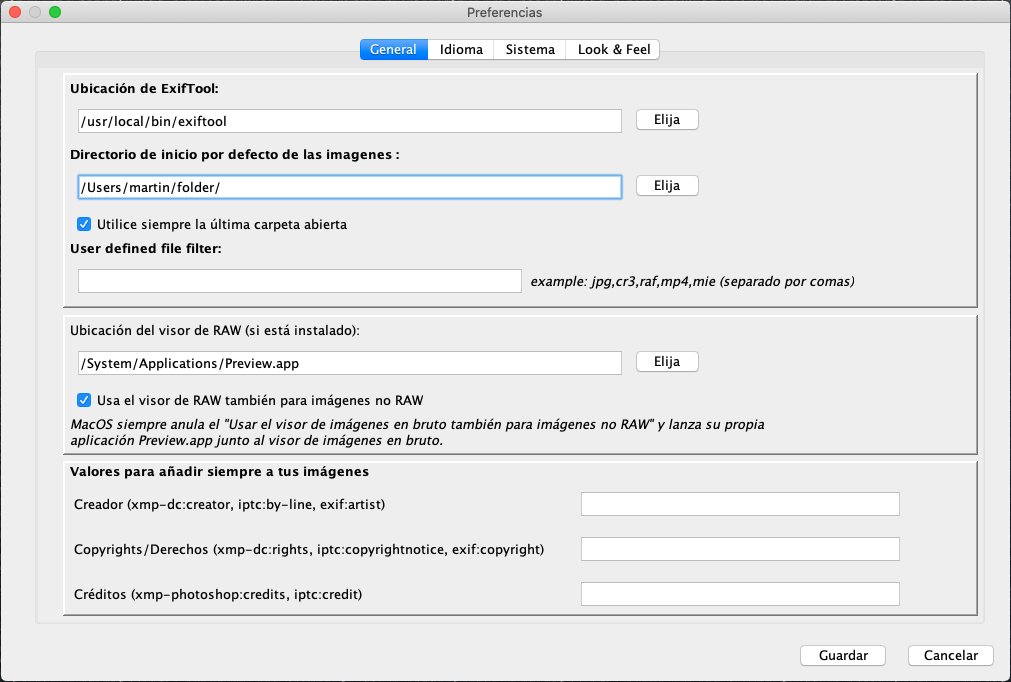 Preferencias
General Idioma Sistema Look & Feel
Ubicación de ExifTool:
/usr/local/bin/exiftool Elija
Directorio de inicio por defecto de las imagenes :
/Users/martin/folder/ Elija
Utilice siempre la última carpeta abierta
User defined file filter:
example: jpg,cr3,raf,mp4,mie (separado por comas)
Ubicación del visor de RAW (si está instalado):
/System/Applications/Preview.app Elija
Usa el visor de RAW también para imágenes no RAW
MacOS siempre anula el "Usar el visor de imágenes en bruto también para imágenes no RAW" y lanza su propia
aplicación Preview.app junto al visor de imágenes en bruto.
Valores para añadir siempre a tus imágenes
Creador (xmp-dc:creator, iptc:by-line, exif:artist)
Copyrights/Derechos (xmp-dc:rights, iptc:copyrightnotice, exif:copyright)
Créditos (xmp-photoshop:credits, iptc:credit)
Guardar Cancelar